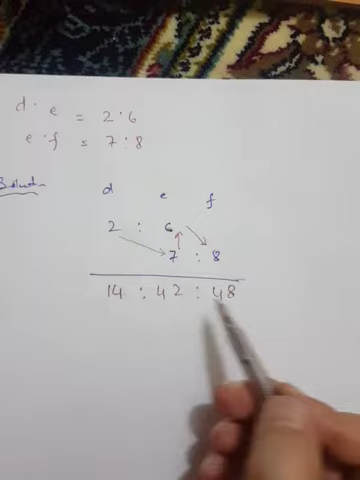 d : e = 2 : 6
e : f = 7 : 8
Solution
d e f
2 : 6
7 : 8
14 : 42 : 48